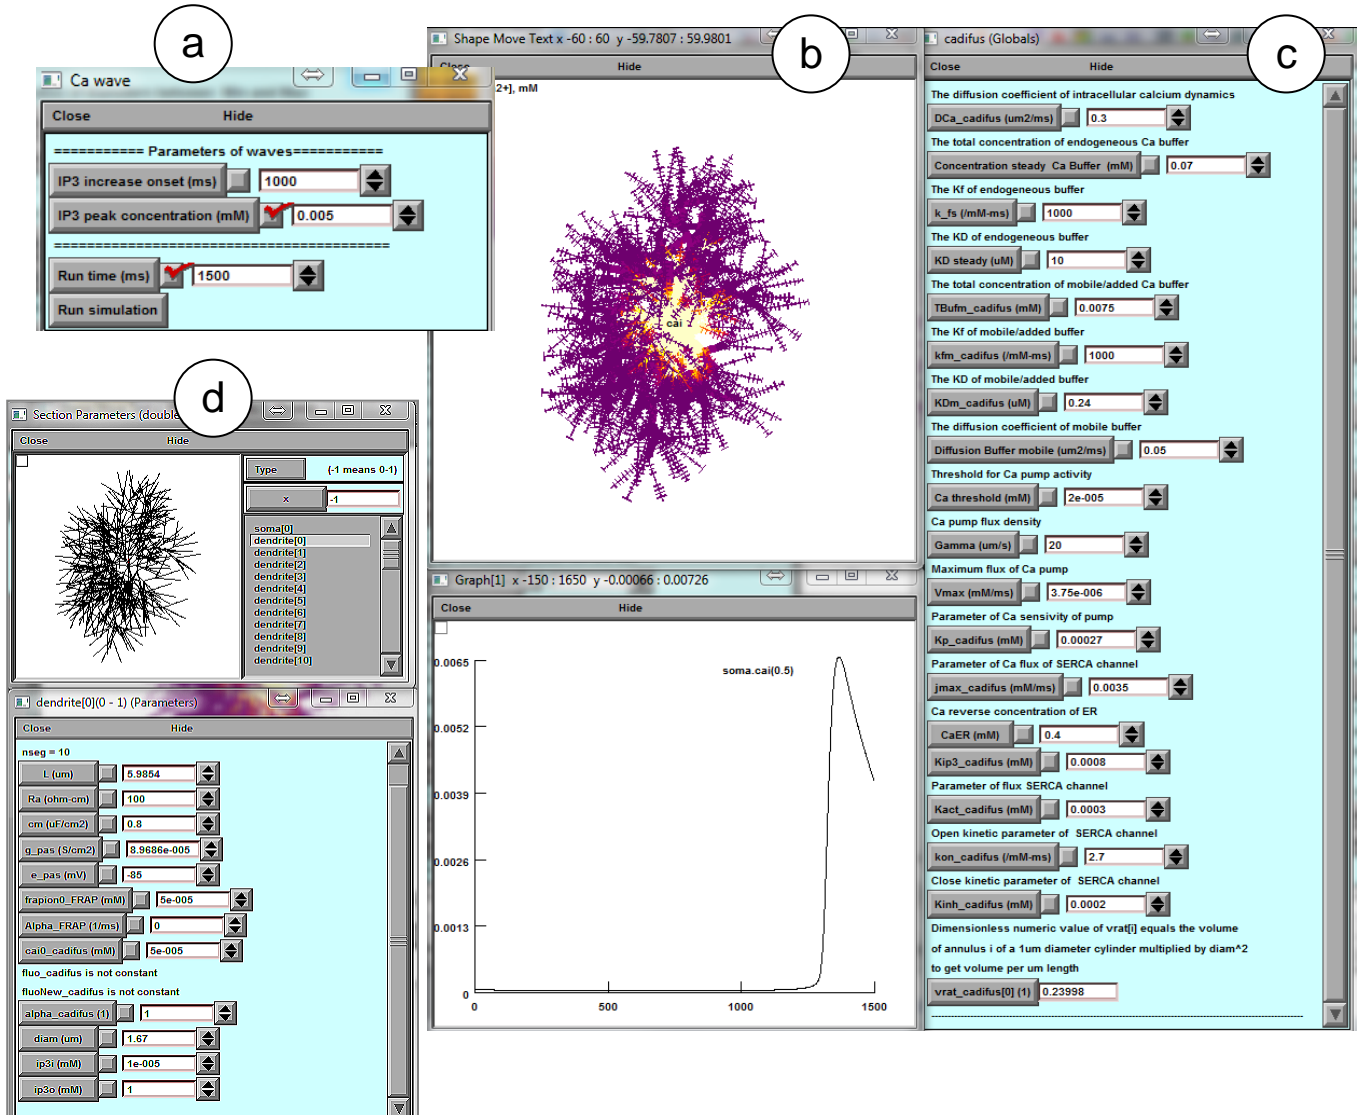 a
Ca wave
Close Hide
=========== Parameters of waves===========
IP3 increase onset (ms) 1000
IP3 peak concentration (mM) 0.005
=========================================
Run time (ms) 1500
Run simulation
b
Shape Move Text x -60 : 60 y -59.7807 : 59.9801
Close Hide
2+], mM
cai
Graph[1] x -150 : 1650 y -0.00066 : 0.00726
Close Hide
soma.cai(0.5)
0.0065
0.0052
0.0039
0.0026
0.0013
0
0 500 1000 1500
c
cadifus (Globals)
Close Hide
The diffusion coefficient of intracellular calcium dynamics
DCa_cadifus (um2/ms) 0.3
The total concentration of endogeneous Ca buffer
Concentration steady Ca Buffer (mM) 0.07
The Kf of endogeneous buffer
k_fs (/mM-ms) 1000
The KD of endogeneous buffer
KD steady (uM) 10
The total concentration of mobile/added Ca buffer
TBufm_cadifus (mM) 0.0075
The Kf of mobile/added buffer
kfm_cadifus (/mM-ms) 1000
The KD of mobile/added buffer
KDm_cadifus (uM) 0.24
The diffusion coefficient of mobile buffer
Diffusion Buffer mobile (um2/ms) 0.05
Threshold for Ca pump activity
Ca threshold (mM) 2e-005
Ca pump flux density
Gamma (um/s) 20
Maximum flux of Ca pump
Vmax (mM/ms) 3.75e-006
Parameter of Ca sensivity of pump
Kp_cadifus (mM) 0.00027
Parameter of Ca flux of SERCA channel
jmax_cadifus (mM/ms) 0.0035
Ca reverse concentration of ER
CaER (mM) 0.4
Kip3_cadifus (mM) 0.0008
Parameter of flux SERCA channel
Kact_cadifus (mM) 0.0003
Open kinetic parameter of SERCA channel
kon_cadifus (/mM-ms) 2.7
Close kinetic parameter of SERCA channel
Kinh_cadifus (mM) 0.0002
Dimensionless numeric value of vrat[i] equals the volume
of annulus i of a 1um diameter cylinder multiplied by diam^2
to get volume per um length
vrat_cadifus[0] (1) 0.23998
d
Section Parameters (double
Close Hide
Type (-1 means 0-1)
x -1
soma[0]
dendrite[0]
dendrite[1]
dendrite[2]
dendrite[3]
dendrite[4]
dendrite[5]
dendrite[6]
dendrite[7]
dendrite[8]
dendrite[9]
dendrite[10]
dendrite[0](0 - 1) (Parameters)
Close Hide
nseg = 10
L (um) 5.9854
Ra (ohm-cm) 100
cm (uF/cm2) 0.8
g_pas (S/cm2) 8.9686e-005
e_pas (mV) -85
frapion0_FRAP (mM) 5e-005
Alpha_FRAP (1/ms) 0
cai0_cadifus (mM) 5e-005
fluo_cadifus is not constant
fluoNew_cadifus is not constant
alpha_cadifus (1) 1
diam (um) 1.67
ip3i (mM) 1e-005
ip3o (mM) 1